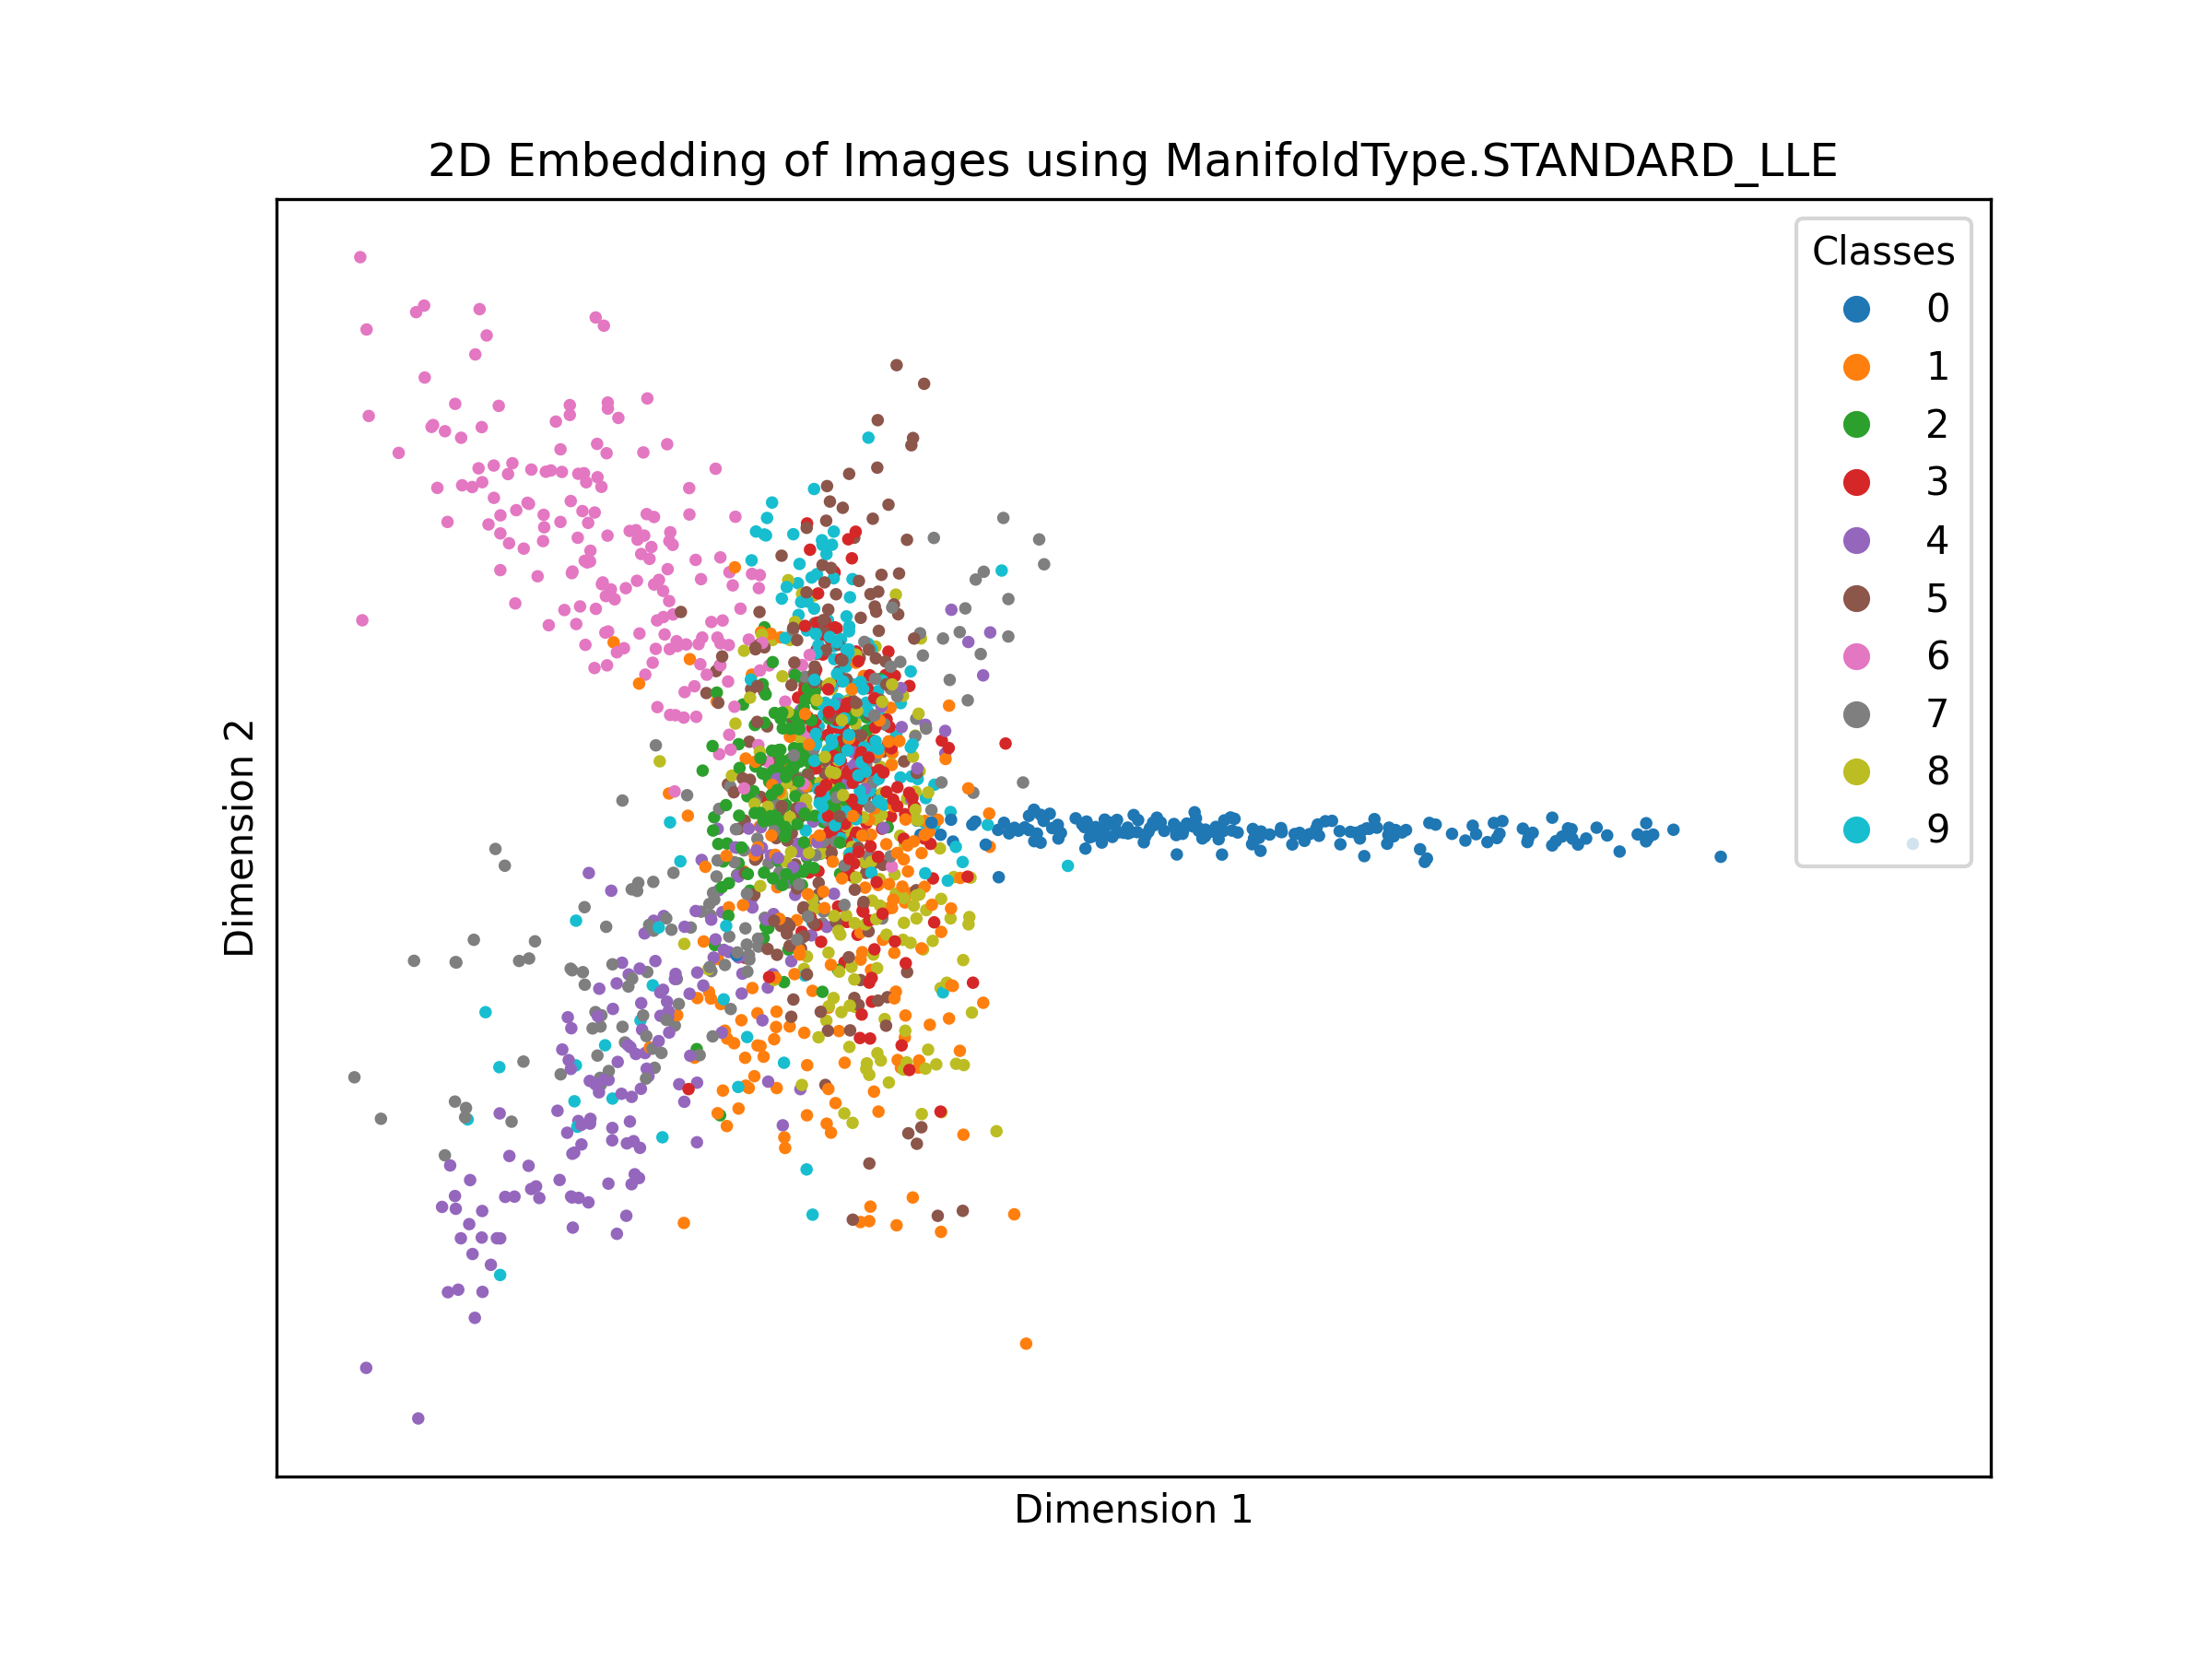 2D Embedding of Images using ManifoldType.STANDARD_LLE
Classes
0
1
2
3
4
5
6
7
8
9
Dimension 2
Dimension 1